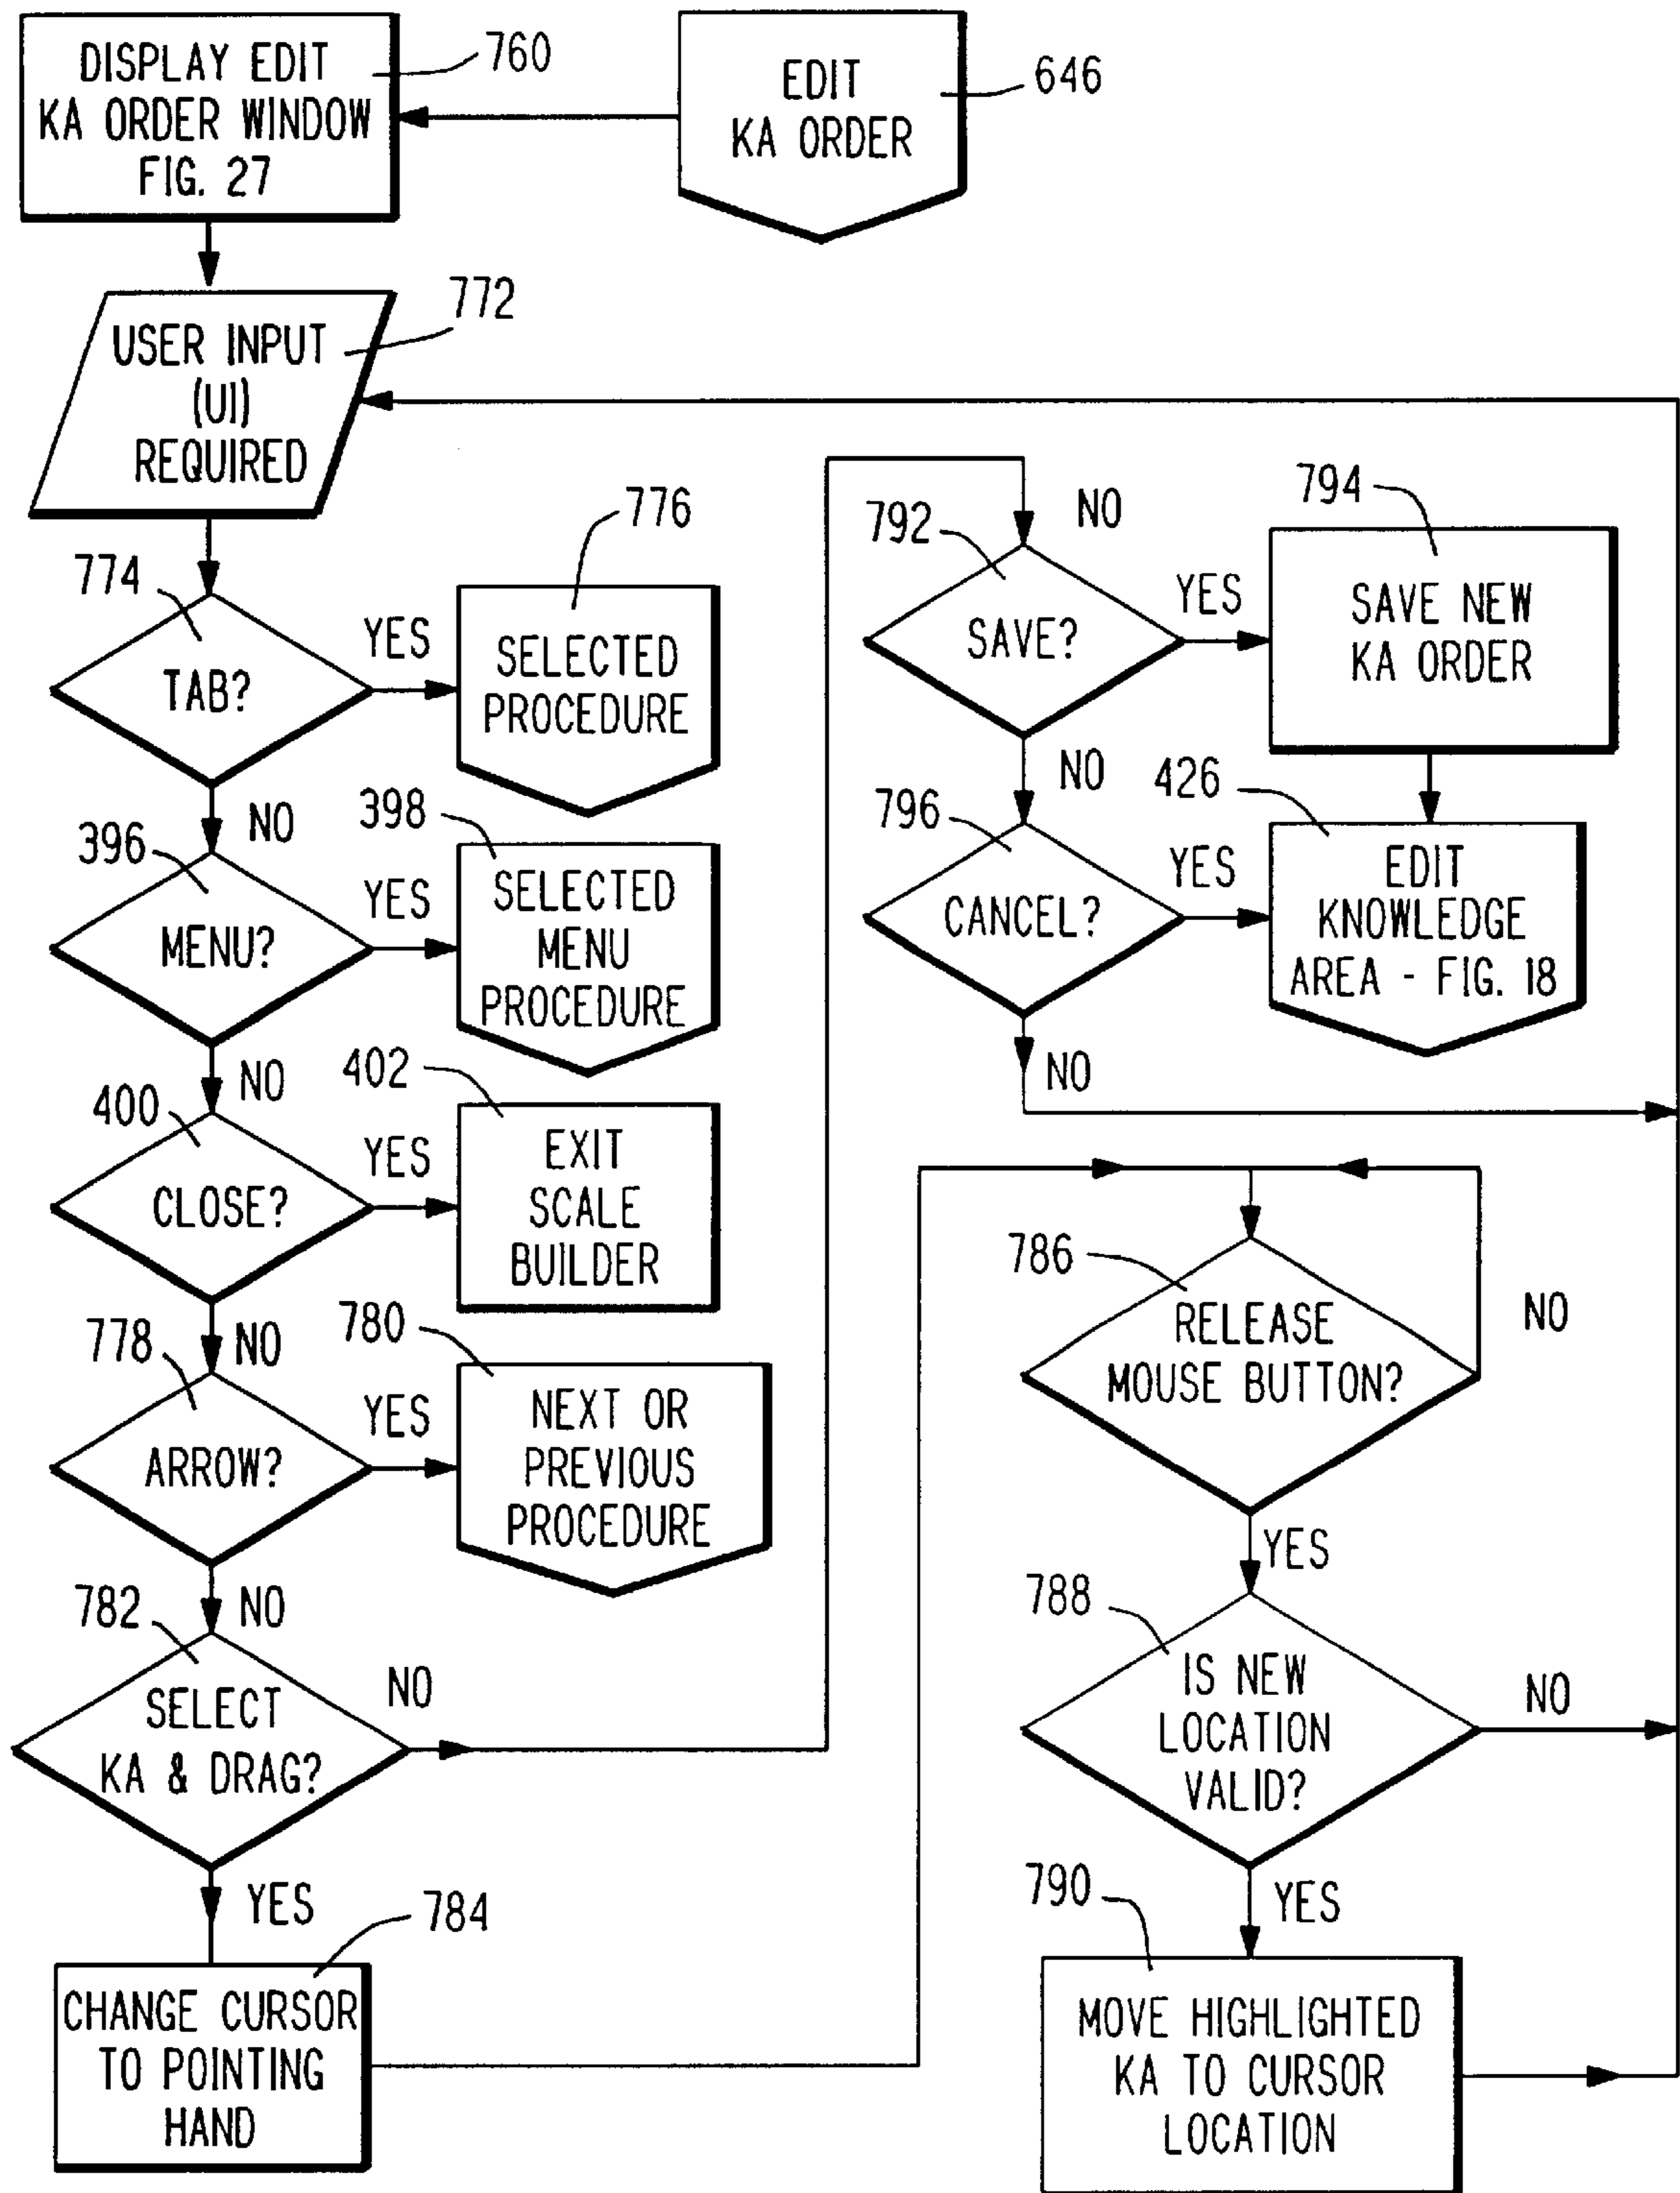 DISPLAY EDIT
KA ORDER WINDOW
FIG. 27
760
EDIT
KA ORDER
646
772
USER INPUT
(UI)
REQUIRED
774
TAB?
YES
776
SELECTED
PROCEDURE
NO
396
MENU?
YES
398
SELECTED
MENU
PROCEDURE
NO
400
CLOSE?
YES
402
EXIT
SCALE
BUILDER
NO
778
ARROW?
YES
780
NEXT OR
PREVIOUS
PROCEDURE
NO
782
SELECT
KA & DRAG?
NO
YES
784
CHANGE CURSOR
TO POINTING
HAND
NO
792
SAVE?
YES
794
SAVE NEW
KA ORDER
NO
796
CANCEL?
YES
426
EDIT
KNOWLEDGE
AREA - FIG. 18
NO
786
RELEASE
MOUSE BUTTON?
NO
YES
788
IS NEW
LOCATION
VALID?
NO
YES
790
MOVE HIGHLIGHTED
KA TO CURSOR
LOCATION